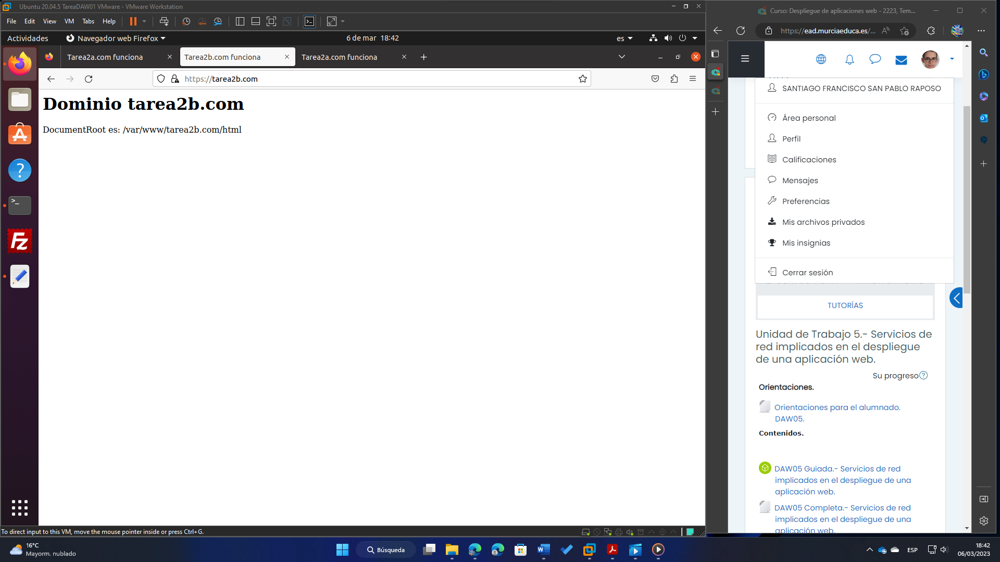 Ubuntu 20.04.5 TareaDAW01 VMware - VMware Workstation
File Edit View VM Tabs Help
Actividades
Navegador web Firefox
6 de mar 18:42
es
Tarea2a.com funciona
Tarea2b.com funciona
Tarea2a.com funciona
https://tarea2b.com
Dominio tarea2b.com
DocumentRoot es: /var/www/tarea2b.com/html
To direct input to this VM, move the mouse pointer inside or press Ctrl+G.
Curso: Despliegue de aplicaciones web - 2223, Tem...
https://ead.murciaeduca.es/...
SANTIAGO FRANCISCO SAN PABLO RAPOSO
Área personal
Perfil
Calificaciones
Mensajes
Preferencias
Mis archivos privados
Mis insignias
Cerrar sesión
TUTORÍAS
Unidad de Trabajo 5.- Servicios de
red implicados en el despliegue
de una aplicación web.
Su progreso
Orientaciones.
Orientaciones para el alumnado.
DAW05.
Contenidos.
DAW05 Guiada.- Servicios de red
implicados en el despliegue de una
aplicación web.
DAW05 Completa.- Servicios de red
implicados en el despliegue de una
aplicación web.
16°C
Mayorm. nublado
Búsqueda
ESP
18:42
06/03/2023